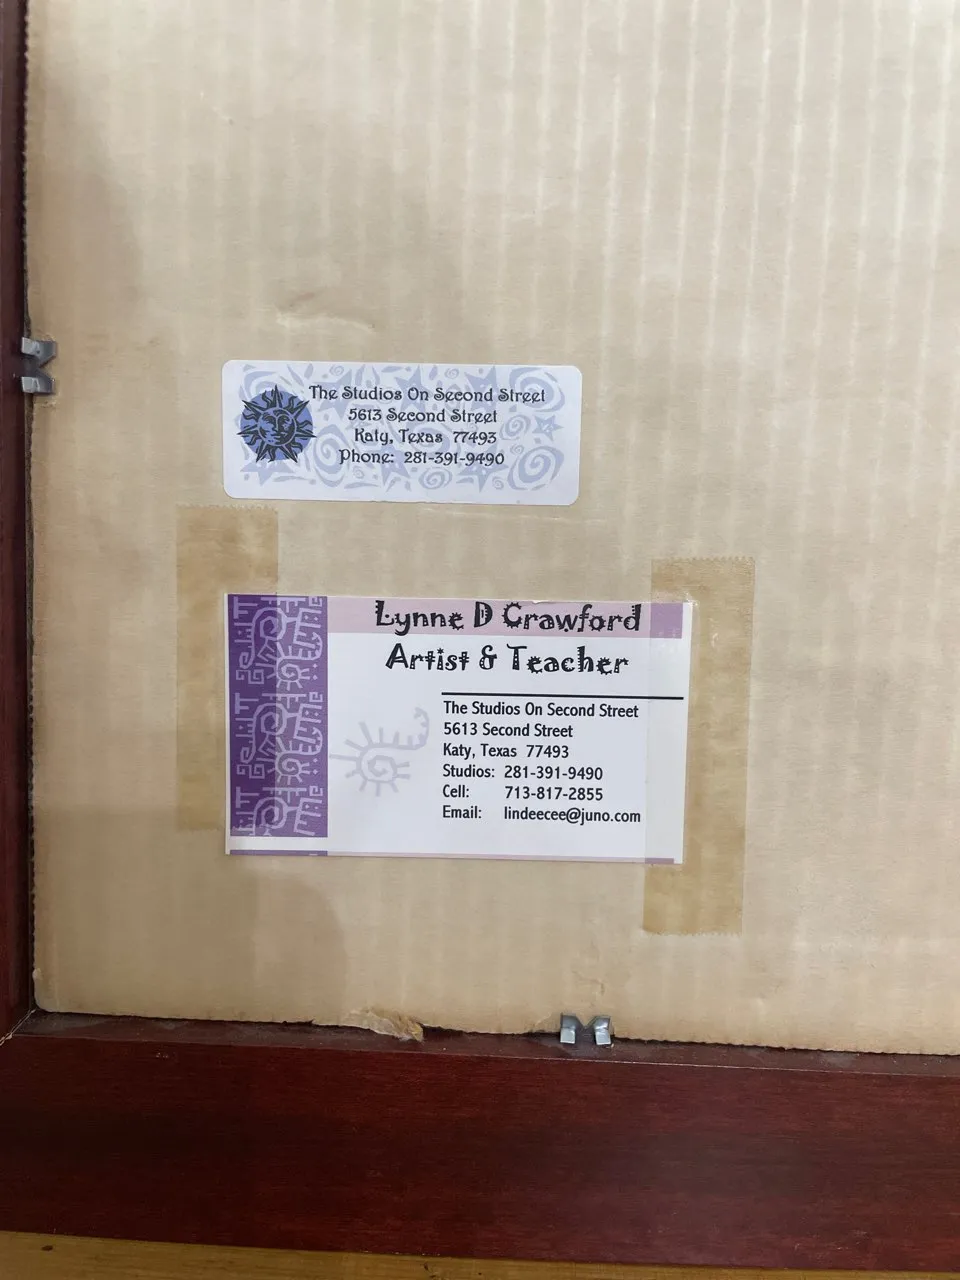 The Studios On Second Street
5613 Second Street
Katy, Texas 77493
Phone: 281-391-9490
Lynne D Crawford
Artist & Teacher
The Studios On Second Street
5613 Second Street
Katy, Texas 77493
Studios: 281-391-9490
Cell: 713-817-2855
Email: lindeecee@juno.com